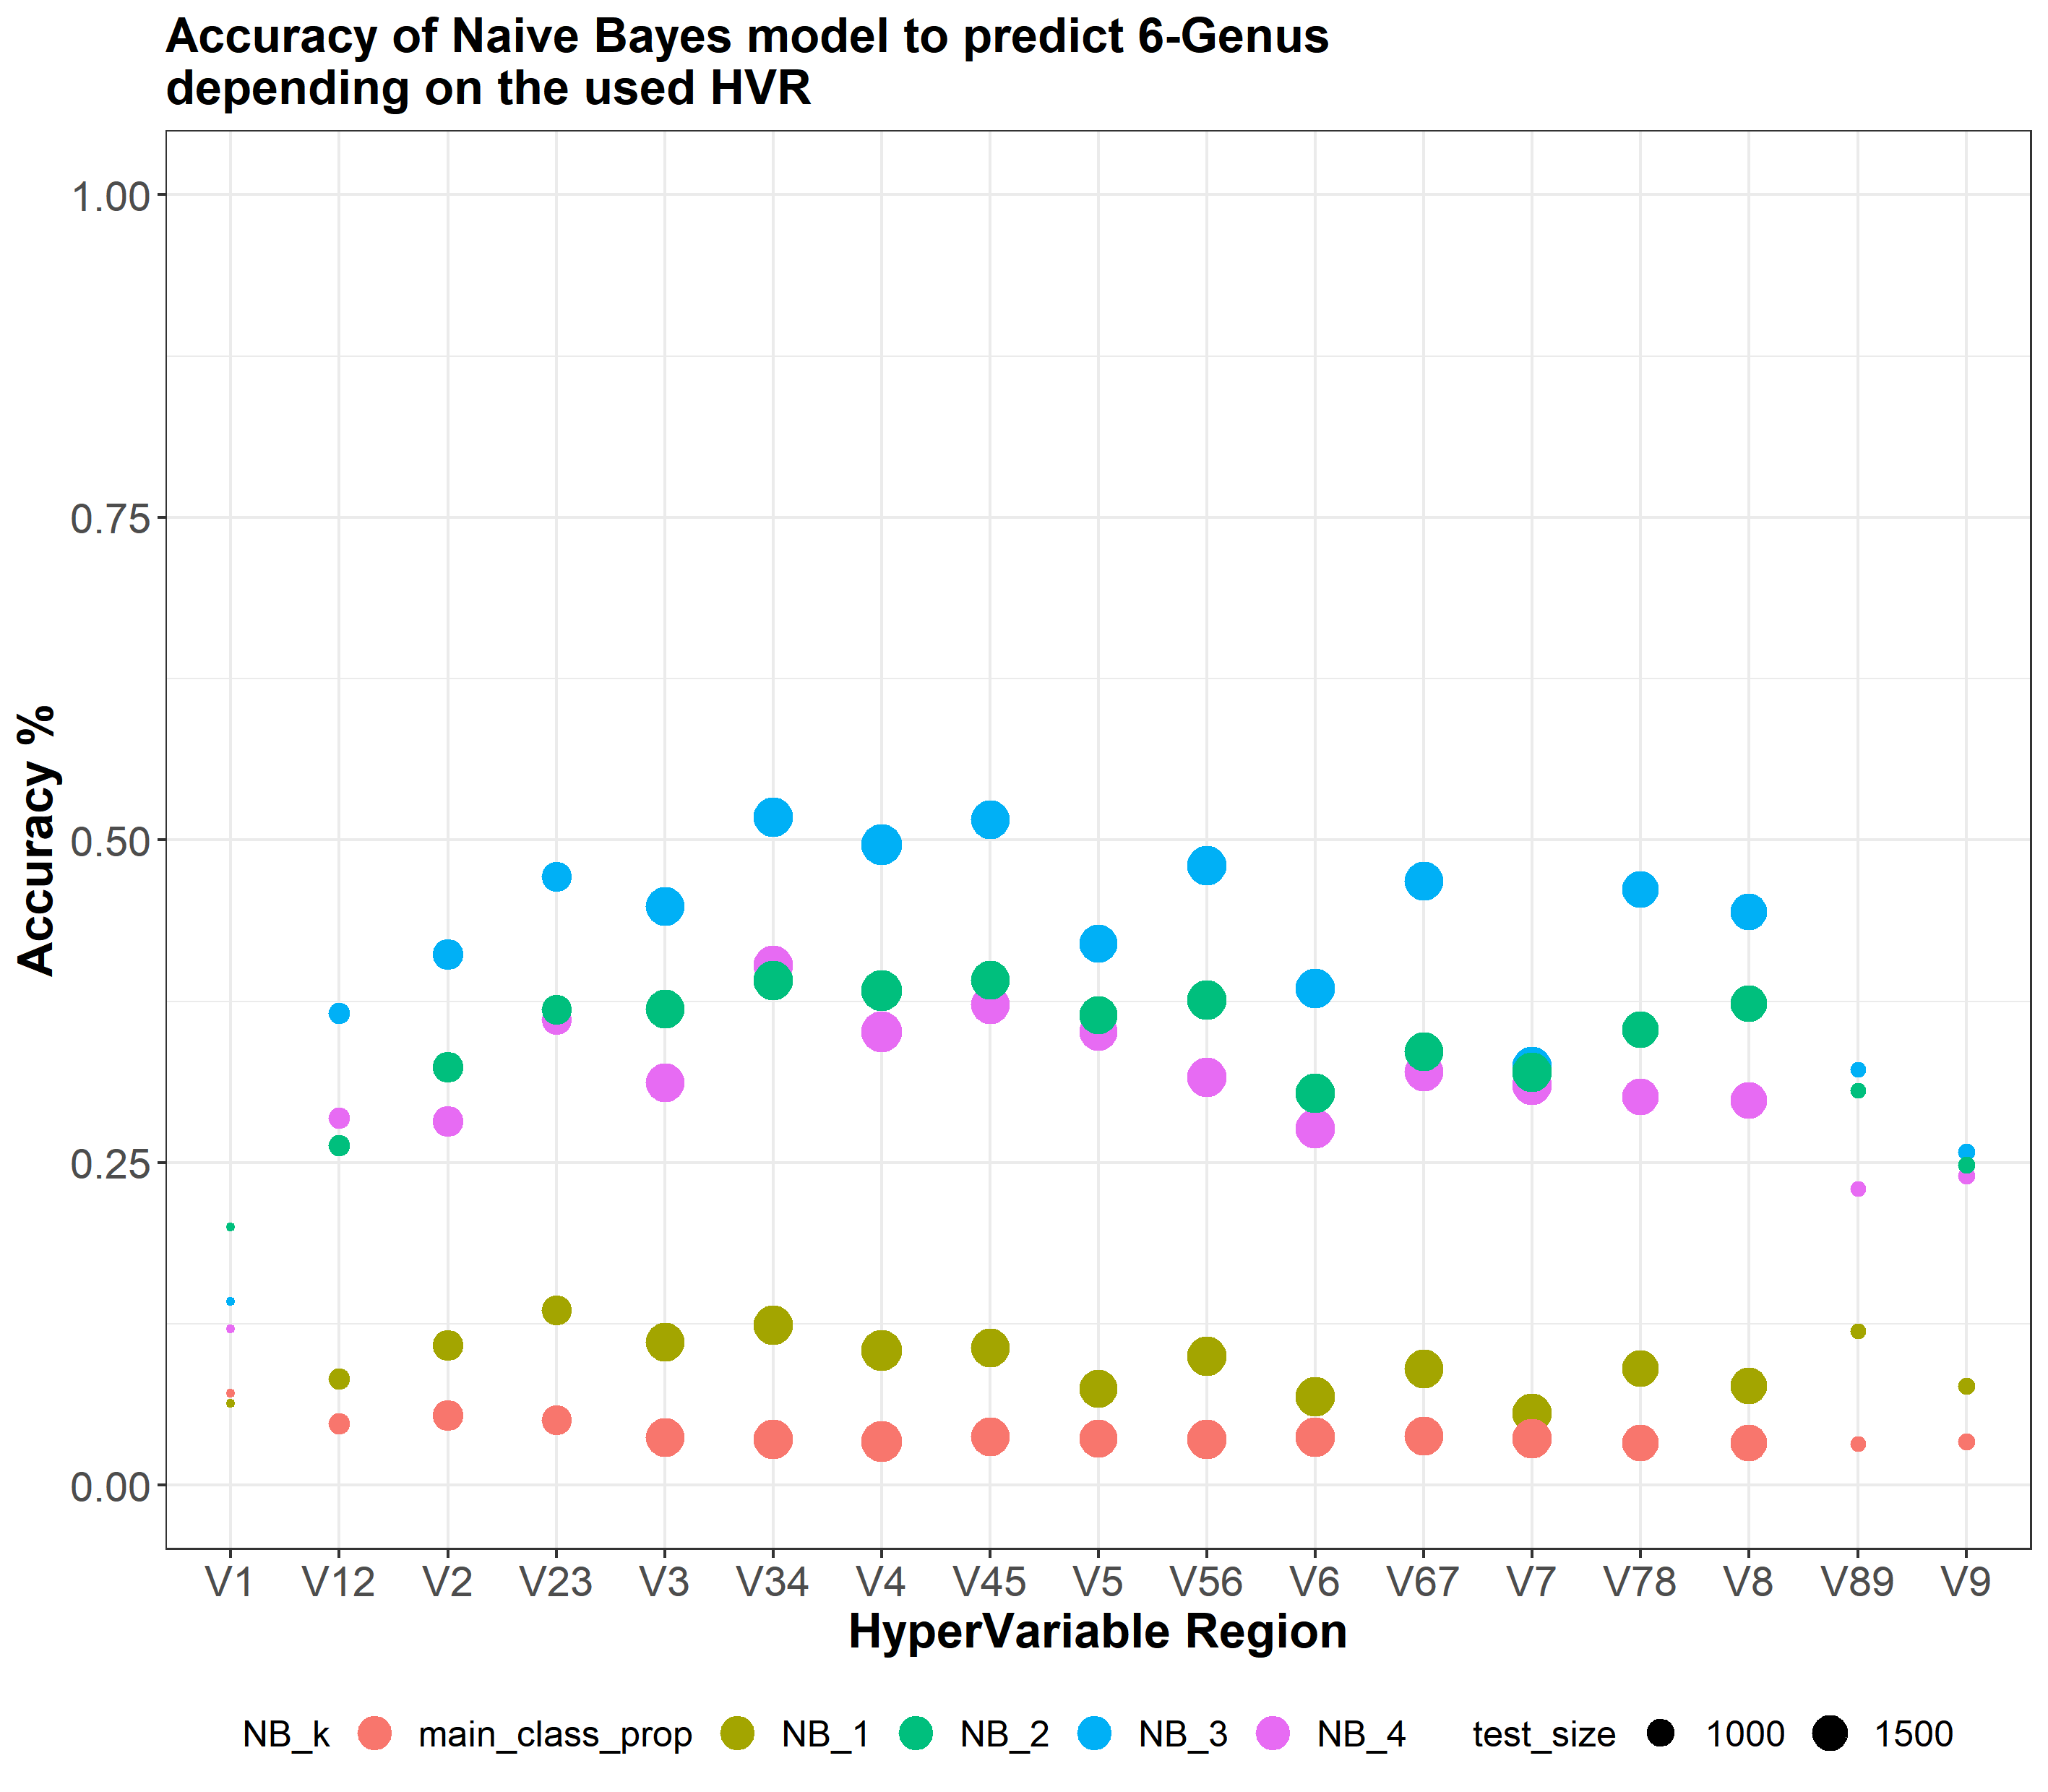 Accuracy of Naive Bayes model to predict 6-Genus
depending on the used HVR
Accuracy %
1.00
0.75
0.50
0.25
0.00
V1 V12 V2 V23 V3 V34 V4 V45 V5 V56 V6 V67 V7 V78 V8 V89 V9
HyperVariable Region
NB_k main_class_prop NB_1 NB_2 NB_3 NB_4 test_size 1000 1500